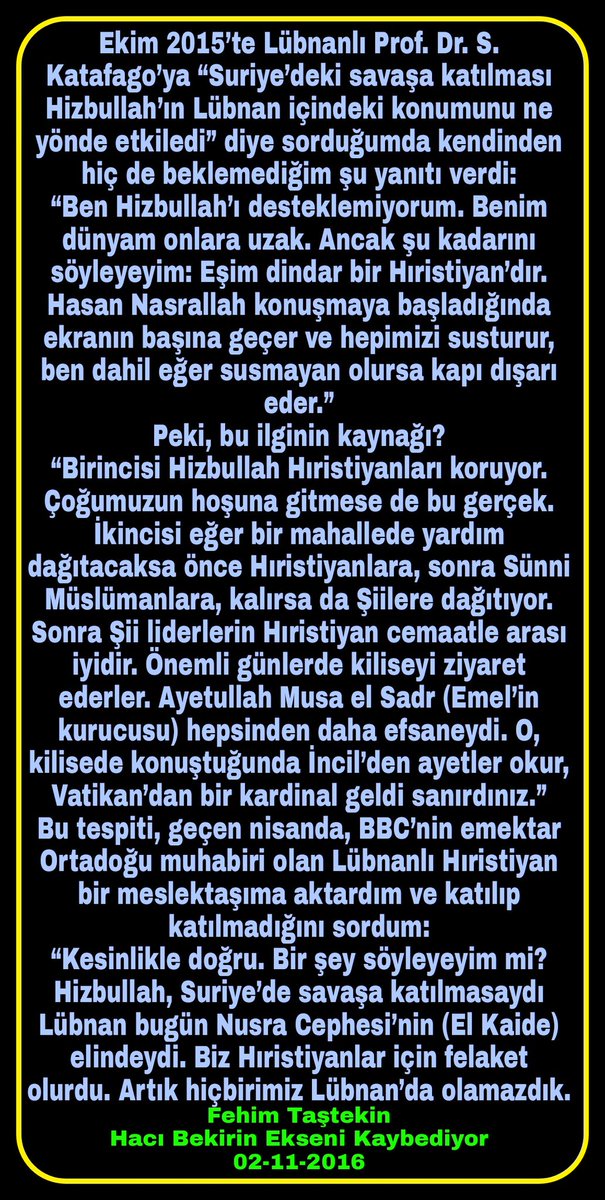 Ekim 2015’te Lübnanlı Prof. Dr. S.
Katafago’ya “Suriye’deki savaşa katılması
Hizbullah’ın Lübnan içindeki konumunu ne
yönde etkiledi” diye sorduğumda kendinden
hiç de beklemediğim şu yanıtı verdi:
“Ben Hizbullah’ı desteklemiyorum. Benim
dünyam onlara uzak. Ancak şu kadarını
söyleyeyim: Eşim dindar bir Hıristiyan’dır.
Hasan Nasrallah konuşmaya başladığında
ekranın başına geçer ve hepimizi susturur,
ben dahil eğer susmayan olursa kapı dışarı
eder.”
Peki, bu ilginin kaynağı?
“Birincisi Hizbullah Hıristiyanları koruyor.
Çoğumuzun hoşuna gitmese de bu gerçek.
İkincisi eğer bir mahallede yardım
dağıtacaksa önce Hıristiyanlara, sonra Sünni
Müslümanlara, kalırsa da Şiilere dağıtıyor.
Sonra Şii liderlerin Hıristiyan cemaatle arası
iyidir. Önemli günlerde kiliseyi ziyaret
ederler. Ayetullah Musa el Sadr (Emel’in
kurucusu) hepsinden daha efsaneydi. O,
kilisede konuştuğunda İncil’den ayetler okur,
Vatikan’dan bir kardinal geldi sanırdınız.”
Bu tespiti, geçen nisanda, BBC’nin emektar
Ortadoğu muhabiri olan Lübnanlı Hıristiyan
bir meslektaşıma aktardım ve katılıp
katılmadığını sordum:
“Kesinlikle doğru. Bir şey söyleyeyim mi?
Hizbullah, Suriye’de savaşa katılmasaydı
Lübnan bugün Nusra Cephesi’nin (El Kaide)
elindeydi. Biz Hıristiyanlar için felaket
olurdu. Artık hiçbirimiz Lübnan’da olamazdık.
Fehim Taştekin
Hacı Bekirin Ekseni Kaybediyor
02-11-2016